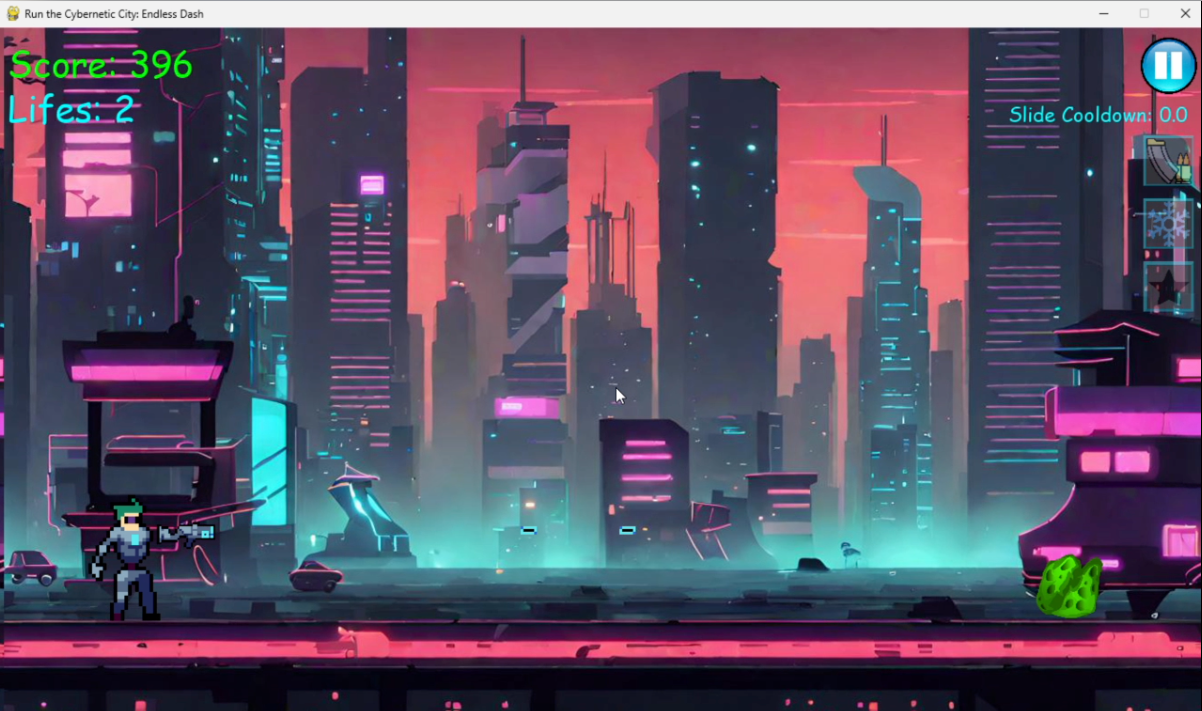 Run the Cybernetic City: Endless Dash
Score: 396
Lifes: 2
Slide Cooldown: 0.0